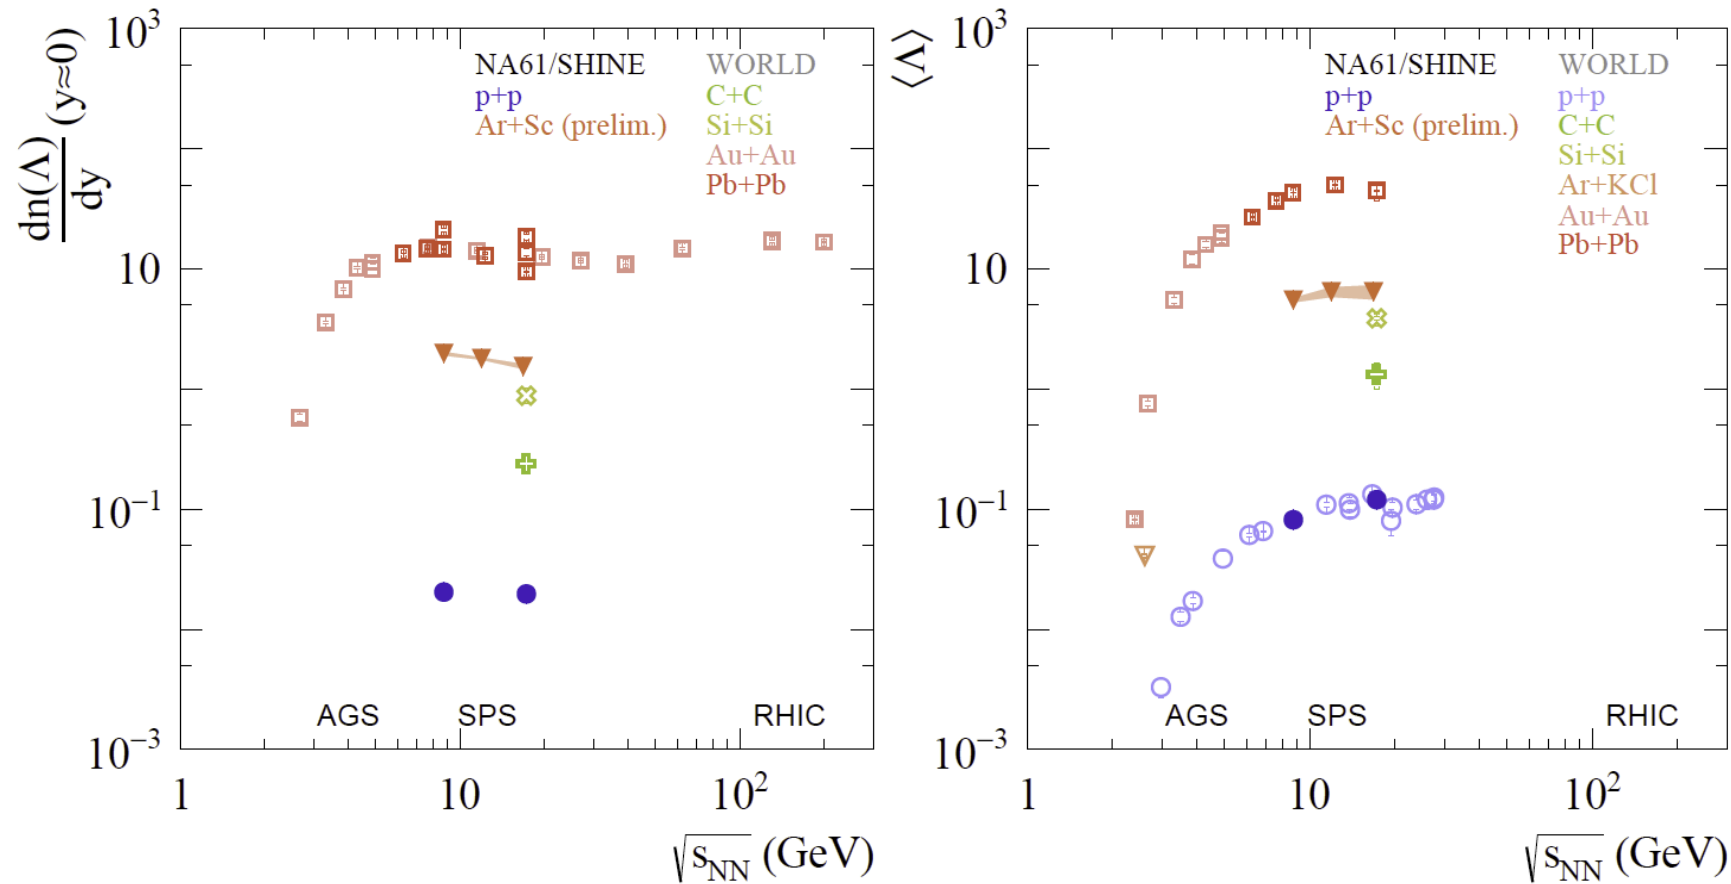 dn(Λ)
dy
(y≈0)
10³
10
10⁻¹
10⁻³
NA61/SHINE
p+p
Ar+Sc (prelim.)
WORLD
C+C
Si+Si
Au+Au
Pb+Pb
AGS SPS RHIC
1 10 10²
√s_NN (GeV)
⟨Λ⟩
10³
10
10⁻¹
10⁻³
NA61/SHINE
p+p
Ar+Sc (prelim.)
WORLD
p+p
C+C
Si+Si
Ar+KCl
Au+Au
Pb+Pb
AGS SPS RHIC
1 10 10²
√s_NN (GeV)